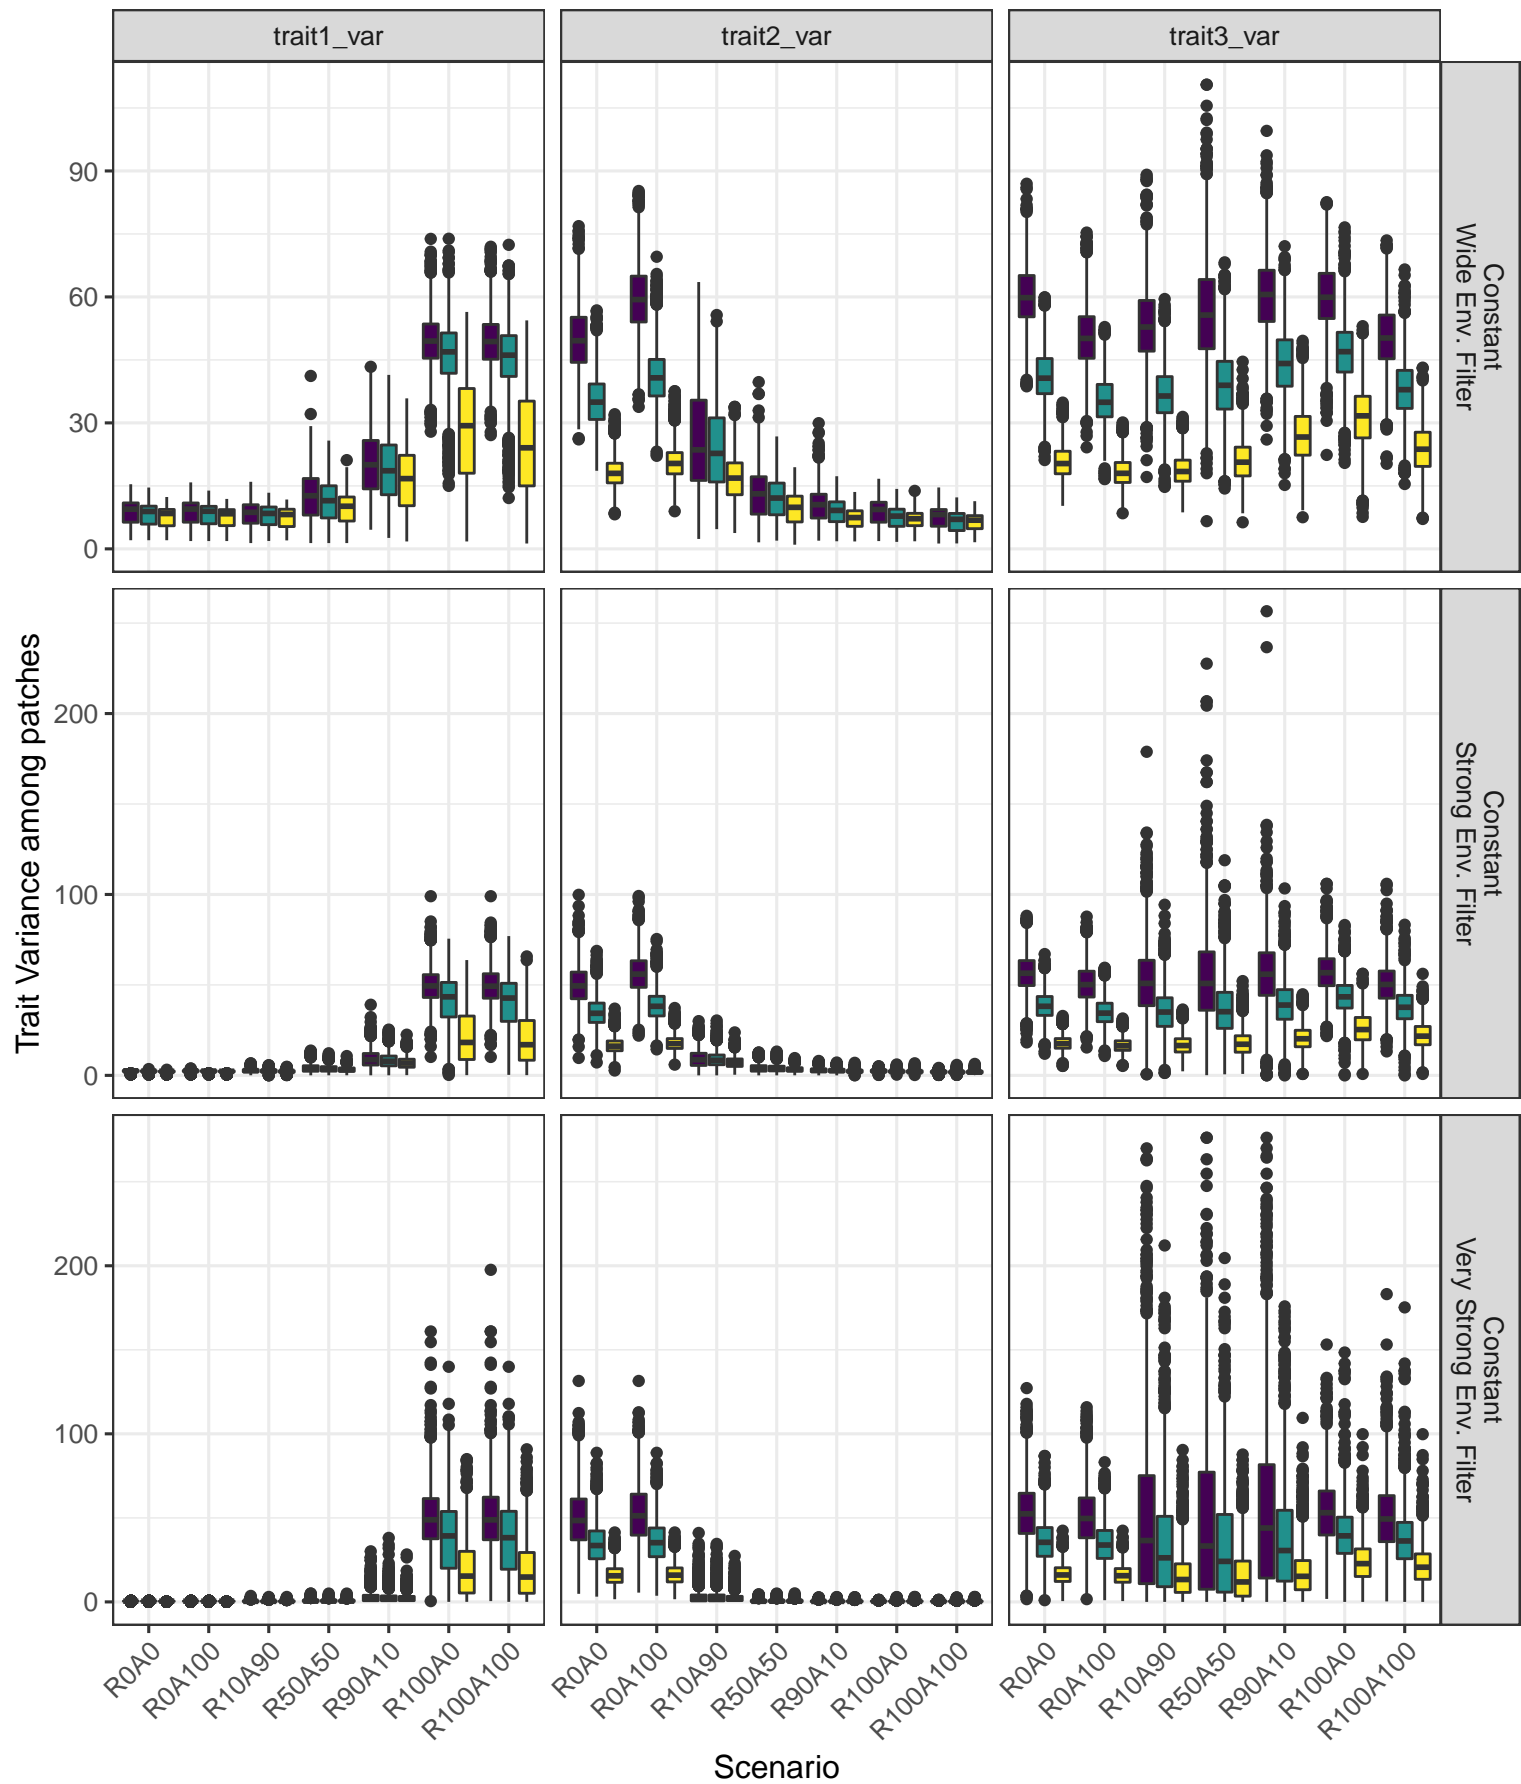 trait1_var
trait2_var
trait3_var
Trait Variance among patches
90
60
30
0
Constant
Wide Env. Filter
200
100
0
Constant
Strong Env. Filter
200
100
0
Constant
Very Strong Env. Filter
R0A0
R0A100
R10A90
R50A50
R90A10
R100A0
R100A100
R0A0
R0A100
R10A90
R50A50
R90A10
R100A0
R100A100
R0A0
R0A100
R10A90
R50A50
R90A10
R100A0
R100A100
Scenario